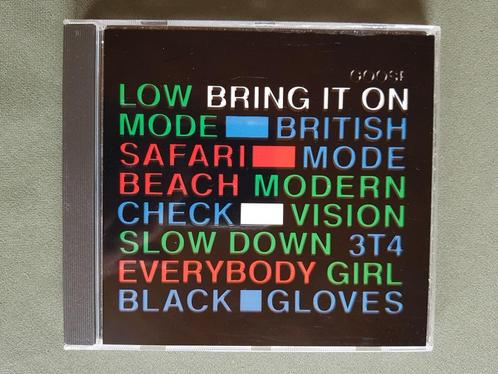 GOOSE
LOW BRING IT ON
MODE BRITISH
SAFARI MODE
BEACH MODERN
CHECK VISION
SLOW DOWN 3T4
EVERYBODY GIRL
BLACK GLOVES